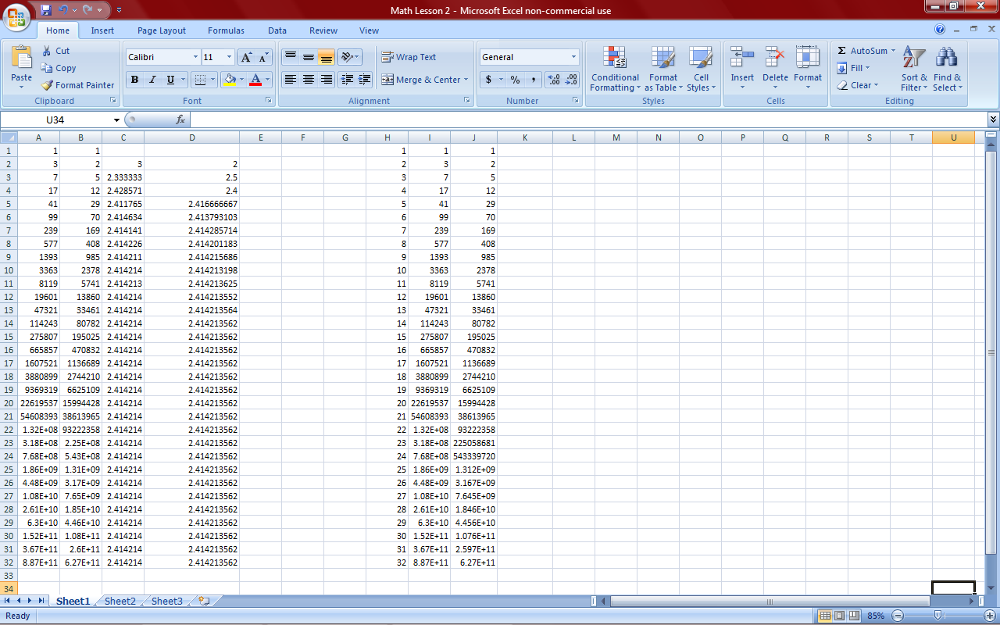 Math Lesson 2 - Microsoft Excel non-commercial use
Home Insert Page Layout Formulas Data Review View
Paste Cut Copy Format Painter Clipboard
Calibri 11 A A B I U A Font
Wrap Text Merge & Center Alignment
General $ % , .00 .00 Number
Conditional Formatting Format as Table Cell Styles Styles
Insert Delete Format Cells
Σ AutoSum Fill Clear Sort & Filter Find & Select Editing
U34 fx
A B C D E F G H I J K L M N O P Q R S T U
1 1 1 1 1 1
2 3 2 3 2 2 3 2
3 7 5 2.333333 2.5 3 7 5
4 17 12 2.428571 2.4 4 17 12
5 41 29 2.411765 2.416666667 5 41 29
6 99 70 2.414634 2.413793103 6 99 70
7 239 169 2.414141 2.414285714 7 239 169
8 577 408 2.414226 2.414201183 8 577 408
9 1393 985 2.414211 2.414215686 9 1393 985
10 3363 2378 2.414214 2.414213198 10 3363 2378
11 8119 5741 2.414213 2.414213625 11 8119 5741
12 19601 13860 2.414214 2.414213552 12 19601 13860
13 47321 33461 2.414214 2.414213564 13 47321 33461
14 114243 80782 2.414214 2.414213562 14 114243 80782
15 275807 195025 2.414214 2.414213562 15 275807 195025
16 665857 470832 2.414214 2.414213562 16 665857 470832
17 1607521 1136689 2.414214 2.414213562 17 1607521 1136689
18 3880899 2744210 2.414214 2.414213562 18 3880899 2744210
19 9369319 6625109 2.414214 2.414213562 19 9369319 6625109
20 22619537 15994428 2.414214 2.414213562 20 22619537 15994428
21 54608393 38613965 2.414214 2.414213562 21 54608393 38613965
22 1.32E+08 93222358 2.414214 2.414213562 22 1.32E+08 93222358
23 3.18E+08 2.25E+08 2.414214 2.414213562 23 3.18E+08 225058681
24 7.68E+08 5.43E+08 2.414214 2.414213562 24 7.68E+08 543339720
25 1.86E+09 1.31E+09 2.414214 2.414213562 25 1.86E+09 1.312E+09
26 4.48E+09 3.17E+09 2.414214 2.414213562 26 4.48E+09 3.167E+09
27 1.08E+10 7.65E+09 2.414214 2.414213562 27 1.08E+10 7.645E+09
28 2.61E+10 1.85E+10 2.414214 2.414213562 28 2.61E+10 1.846E+10
29 6.3E+10 4.46E+10 2.414214 2.414213562 29 6.3E+10 4.456E+10
30 1.52E+11 1.08E+11 2.414214 2.414213562 30 1.52E+11 1.076E+11
31 3.67E+11 2.6E+11 2.414214 2.414213562 31 3.67E+11 2.597E+11
32 8.87E+11 6.27E+11 2.414214 2.414213562 32 8.87E+11 6.27E+11
33
34
Sheet1 Sheet2 Sheet3
Ready 85%